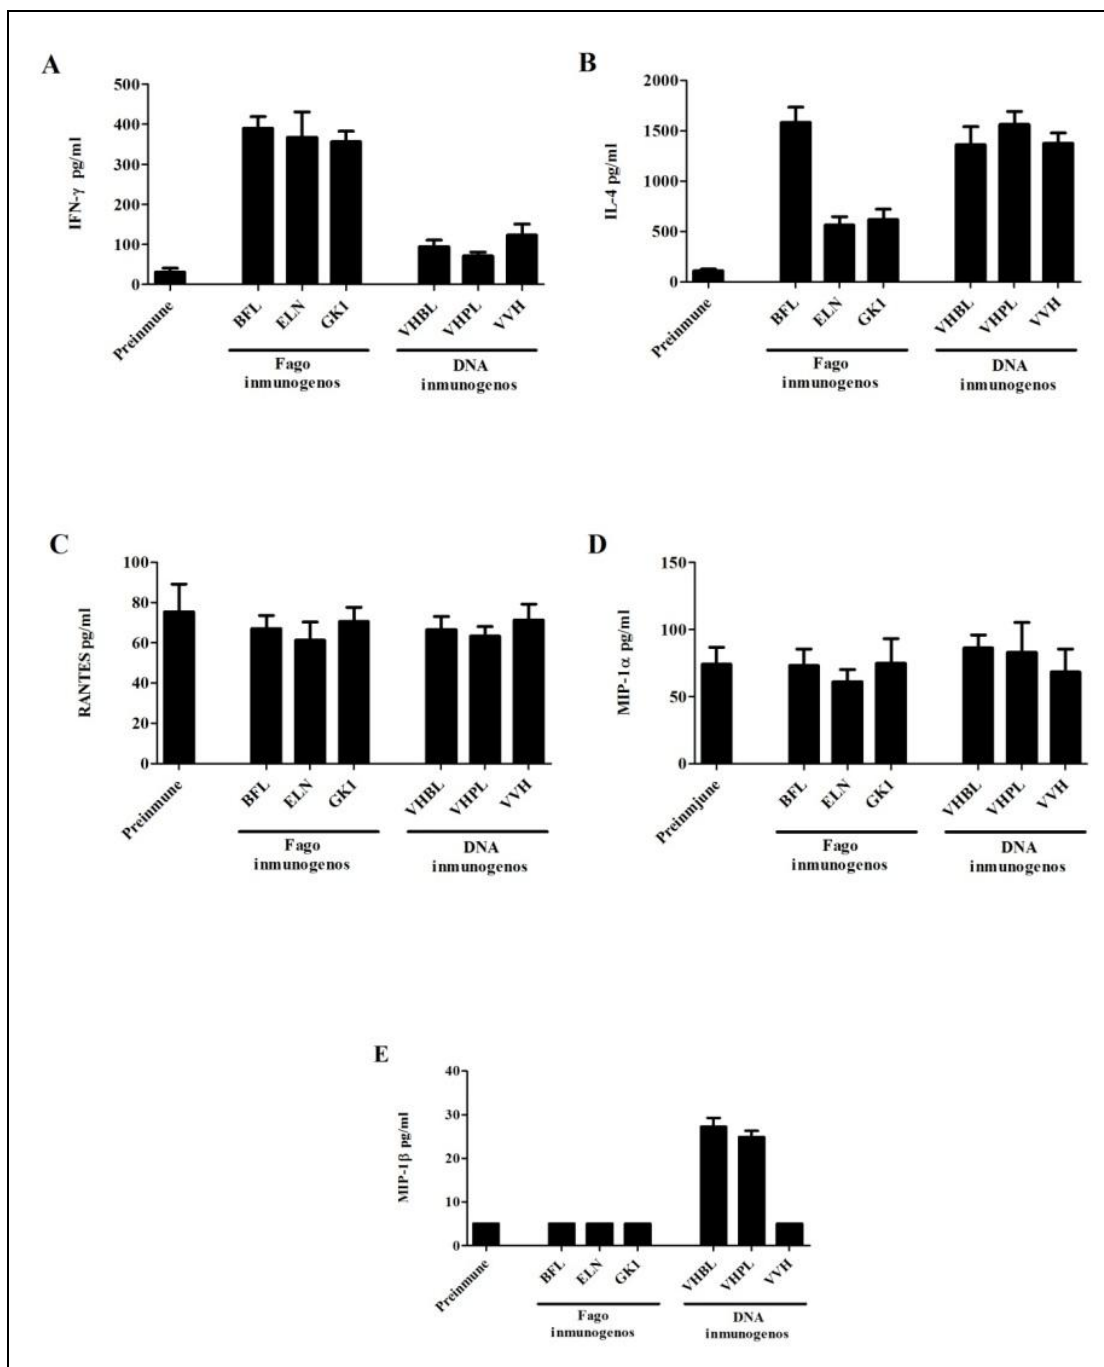 A
IFN-γ pg/ml
500
400
300
200
100
0
Preinmune
BFL
ELN
GK1
VHBL
VHPL
VVH
Fago
inmunogenos
DNA
inmunogenos
B
IL-4 pg/ml
2000
1500
1000
500
0
Preinmune
BFL
ELN
GK1
VHBL
VHPL
VVH
Fago
inmunogenos
DNA
inmunogenos
C
RANTES pg/ml
100
80
60
40
20
0
Preinmune
BFL
ELN
GK1
VHBL
VHPL
VVH
Fago
inmunogenos
DNA
inmunogenos
D
MIP-1α pg/ml
150
100
50
0
Preinmjune
BFL
ELN
GK1
VHBL
VHPL
VVH
Fago
inmunogenos
DNA
inmunogenos
E
MIP-1β pg/ml
40
30
20
10
0
Preinmune
BFL
ELN
GK1
VHBL
VHPL
VVH
Fago
inmunogenos
DNA
inmunogenos